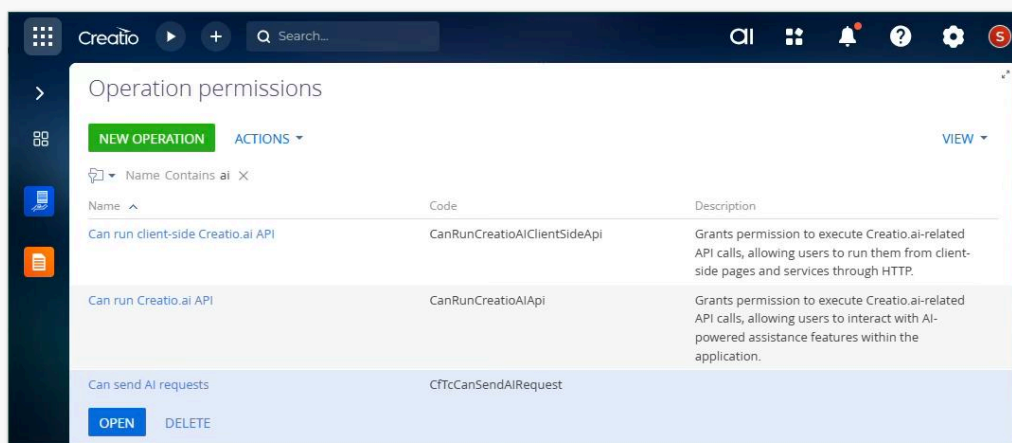 Creatio
Search...
ai
S
Operation permissions
NEW OPERATION
ACTIONS
VIEW
Name Contains ai
Name
Code
Description
Can run client-side Creatio.ai API
CanRunCreatioAIClientSideApi
Grants permission to execute Creatio.ai-related
API calls, allowing users to run them from client-
side pages and services through HTTP.
Can run Creatio.ai API
CanRunCreatioAIApi
Grants permission to execute Creatio.ai-related
API calls, allowing users to interact with AI-
powered assistance features within the
application.
Can send AI requests
CfTcCanSendAIRequest
OPEN
DELETE